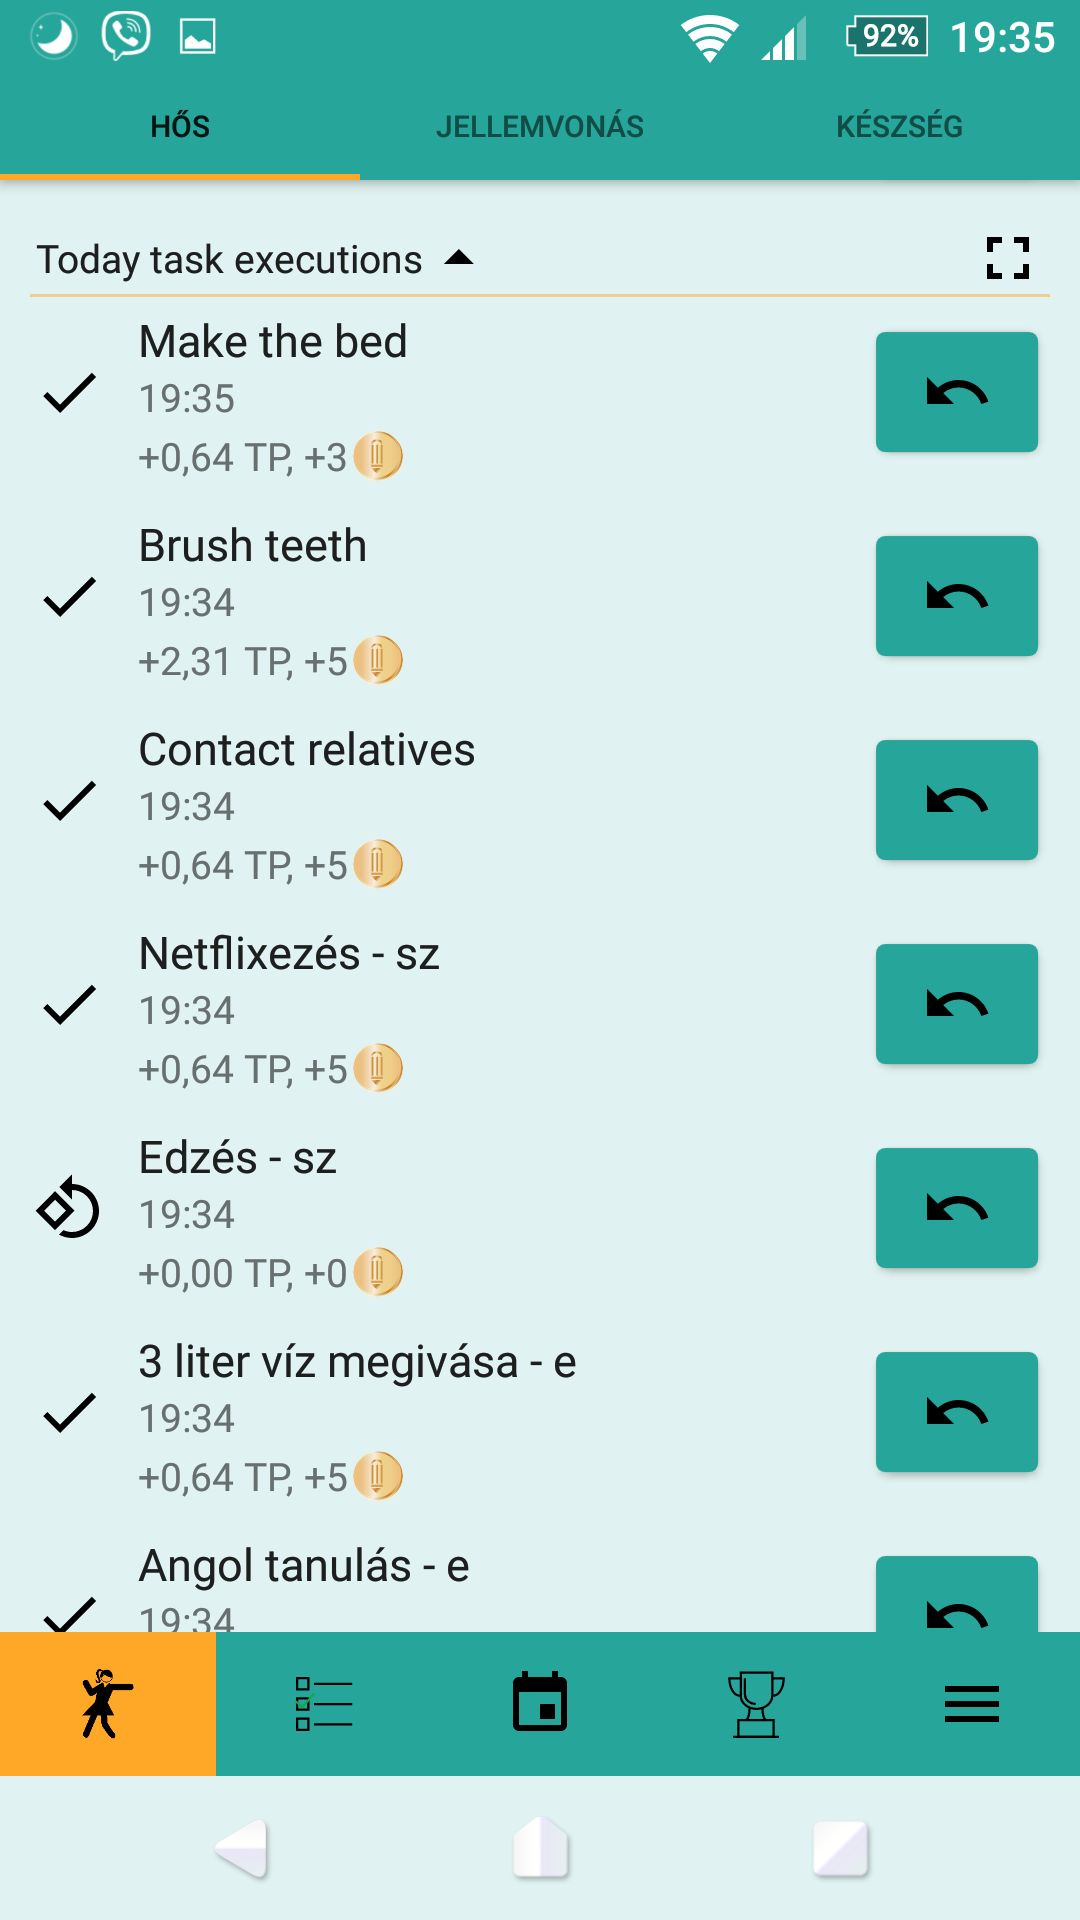 92% 19:35
HŐS JELLEMVONÁS KÉSZSÉG
Today task executions
Make the bed
19:35
+0,64 TP, +3
Brush teeth
19:34
+2,31 TP, +5
Contact relatives
19:34
+0,64 TP, +5
Netflixezés - sz
19:34
+0,64 TP, +5
Edzés - sz
19:34
+0,00 TP, +0
3 liter víz megivása - e
19:34
+0,64 TP, +5
Angol tanulás - e
19:34